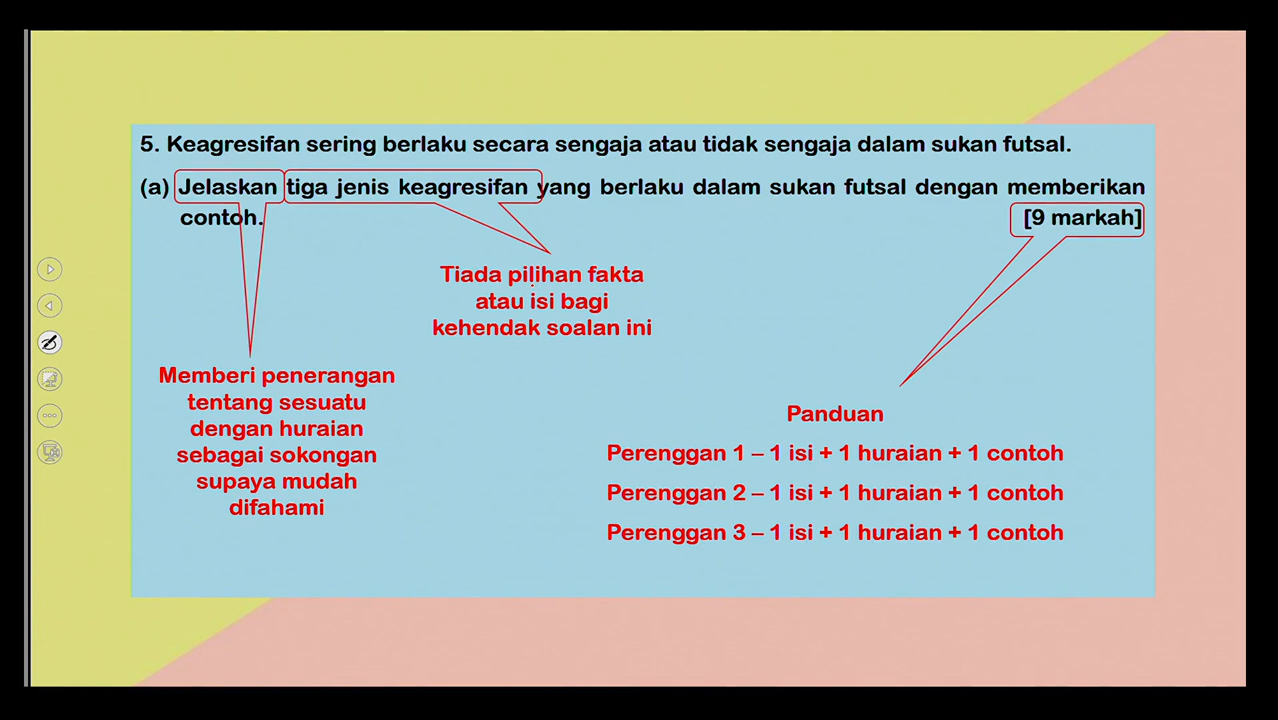 5. Keagresifan sering berlaku secara sengaja atau tidak sengaja dalam sukan futsal.
(a) Jelaskan tiga jenis keagresifan yang berlaku dalam sukan futsal dengan memberikan
contoh. [9 markah]
Tiada pilihan fakta
atau isi bagi
kehendak soalan ini
Memberi penerangan
tentang sesuatu
dengan huraian
sebagai sokongan
supaya mudah
difahami
Panduan
Perenggan 1 – 1 isi + 1 huraian + 1 contoh
Perenggan 2 – 1 isi + 1 huraian + 1 contoh
Perenggan 3 – 1 isi + 1 huraian + 1 contoh